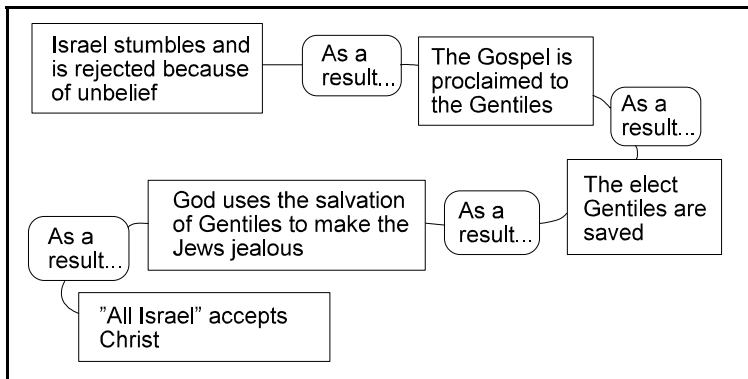 Israel stumbles and
is rejected because
of unbelief
As a
result...
The Gospel is
proclaimed to
the Gentiles
As a
result...
The elect
Gentiles are
saved
As a
result...
God uses the salvation
of Gentiles to make the
Jews jealous
As a
result...
”All Israel” accepts
Christ